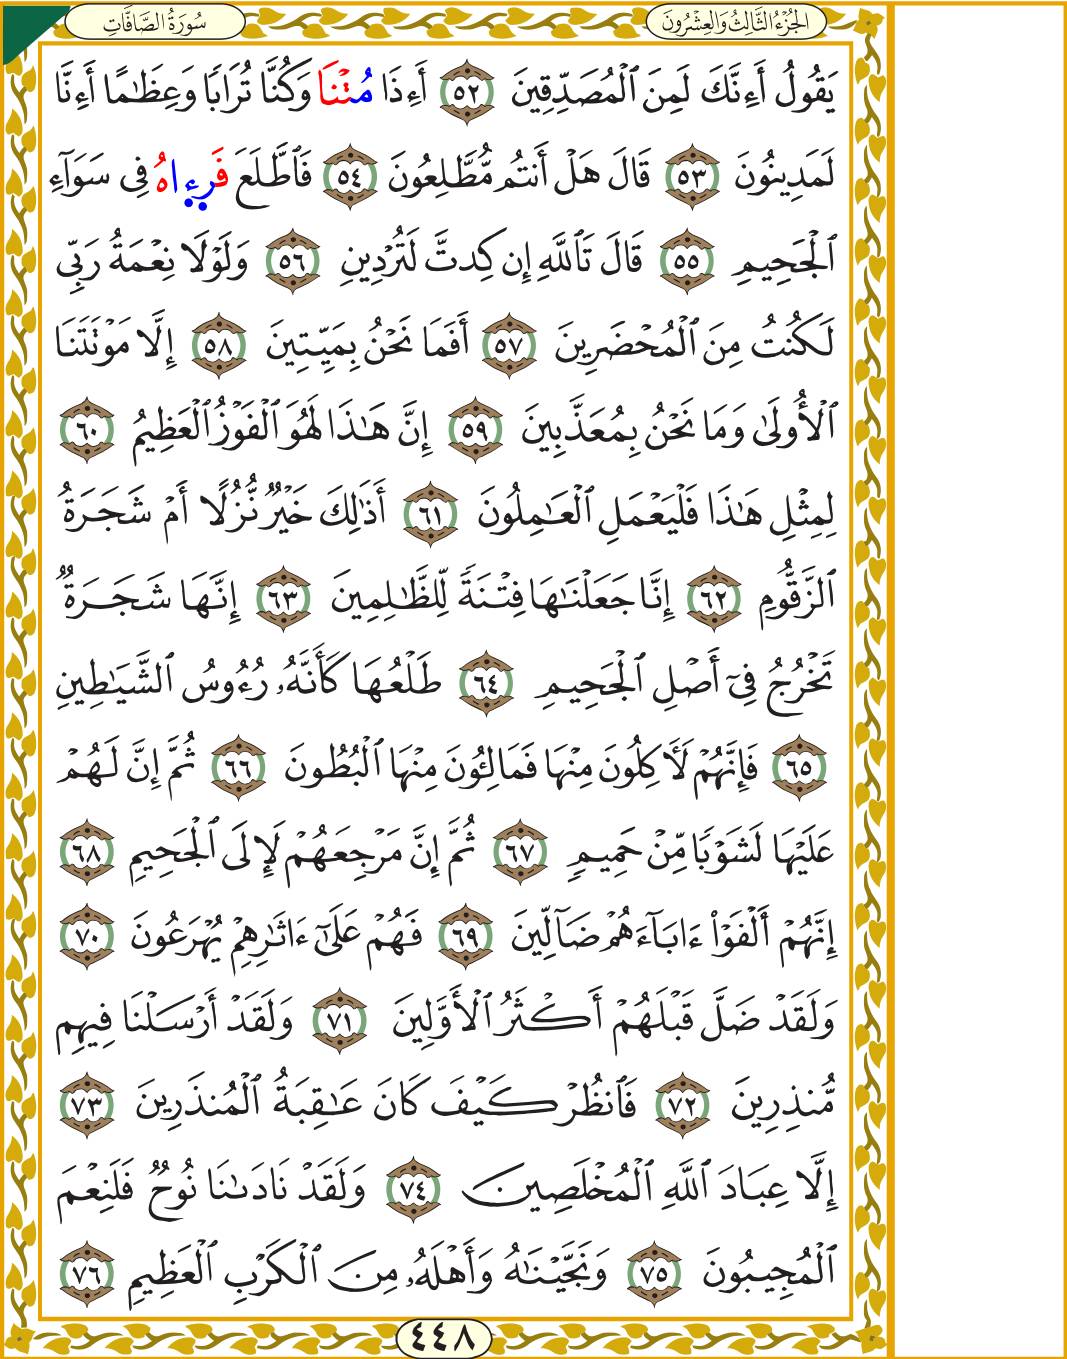 الجُزْءُ الثَّالِثُ وَالعِشْرُونَ
سُورَةُ الصَّافَّاتِ
يَقُولُ أَءِنَّكَ لَمِنَ ٱلْمُصَدِّقِينَ ٥٢ أَءِذَا مُتْنَا وَكُنَّا تُرَابًا وَعِظَٰمًا أَءِنَّا
لَمَدِينُونَ ٥٣ قَالَ هَلْ أَنتُم مُّطَّلِعُونَ ٥٤ فَٱطَّلَعَ فَرِءَاهُ فِى سَوَآءِ
ٱلْجَحِيمِ ٥٥ قَالَ تَٱللَّهِ إِن كِدتَّ لَتُرْدِينِ ٥٦ وَلَوْلَا نِعْمَةُ رَبِّى
لَكُنتُ مِنَ ٱلْمُحْضَرِينَ ٥٧ أَفَمَا نَحْنُ بِمَيِّتِينَ ٥٨ إِلَّا مَوْتَتَنَا
ٱلْأُولَىٰ وَمَا نَحْنُ بِمُعَذَّبِينَ ٥٩ إِنَّ هَٰذَا لَهُوَ ٱلْفَوْزُ ٱلْعَظِيمُ ٦٠
لِمِثْلِ هَٰذَا فَلْيَعْمَلِ ٱلْعَٰمِلُونَ ٦١ أَذَٰلِكَ خَيْرٌ نُّزُلًا أَمْ شَجَرَةُ
ٱلزَّقُّومِ ٦٢ إِنَّا جَعَلْنَٰهَا فِتْنَةً لِّلظَّٰلِمِينَ ٦٣ إِنَّهَا شَجَرَةٌ
تَخْرُجُ فِىٓ أَصْلِ ٱلْجَحِيمِ ٦٤ طَلْعُهَا كَأَنَّهُۥ رُءُوسُ ٱلشَّيَٰطِينِ
٦٥ فَإِنَّهُمْ لَـَٔاكِلُونَ مِنْهَا فَمَالِـُٔونَ مِنْهَا ٱلْبُطُونَ ٦٦ ثُمَّ إِنَّ لَهُمْ
عَلَيْهَا لَشَوْبًا مِّنْ حَمِيمٍ ٦٧ ثُمَّ إِنَّ مَرْجِعَهُمْ لَإِلَى ٱلْجَحِيمِ ٦٨
إِنَّهُمْ أَلْفَوْا۟ ءَابَآءَهُمْ ضَآلِّينَ ٦٩ فَهُمْ عَلَىٰٓ ءَاثَٰرِهِمْ يُهْرَعُونَ ٧٠
وَلَقَدْ ضَلَّ قَبْلَهُمْ أَكْثَرُ ٱلْأَوَّلِينَ ٧١ وَلَقَدْ أَرْسَلْنَا فِيهِم
مُّنذِرِينَ ٧٢ فَٱنظُرْ كَيْفَ كَانَ عَٰقِبَةُ ٱلْمُنذَرِينَ ٧٣
إِلَّا عِبَادَ ٱللَّهِ ٱلْمُخْلَصِينَ ٧٤ وَلَقَدْ نَادَىٰنَا نُوحٌ فَلَنِعْمَ
ٱلْمُجِيبُونَ ٧٥ وَنَجَّيْنَٰهُ وَأَهْلَهُۥ مِنَ ٱلْكَرْبِ ٱلْعَظِيمِ ٧٦
٤٤٨